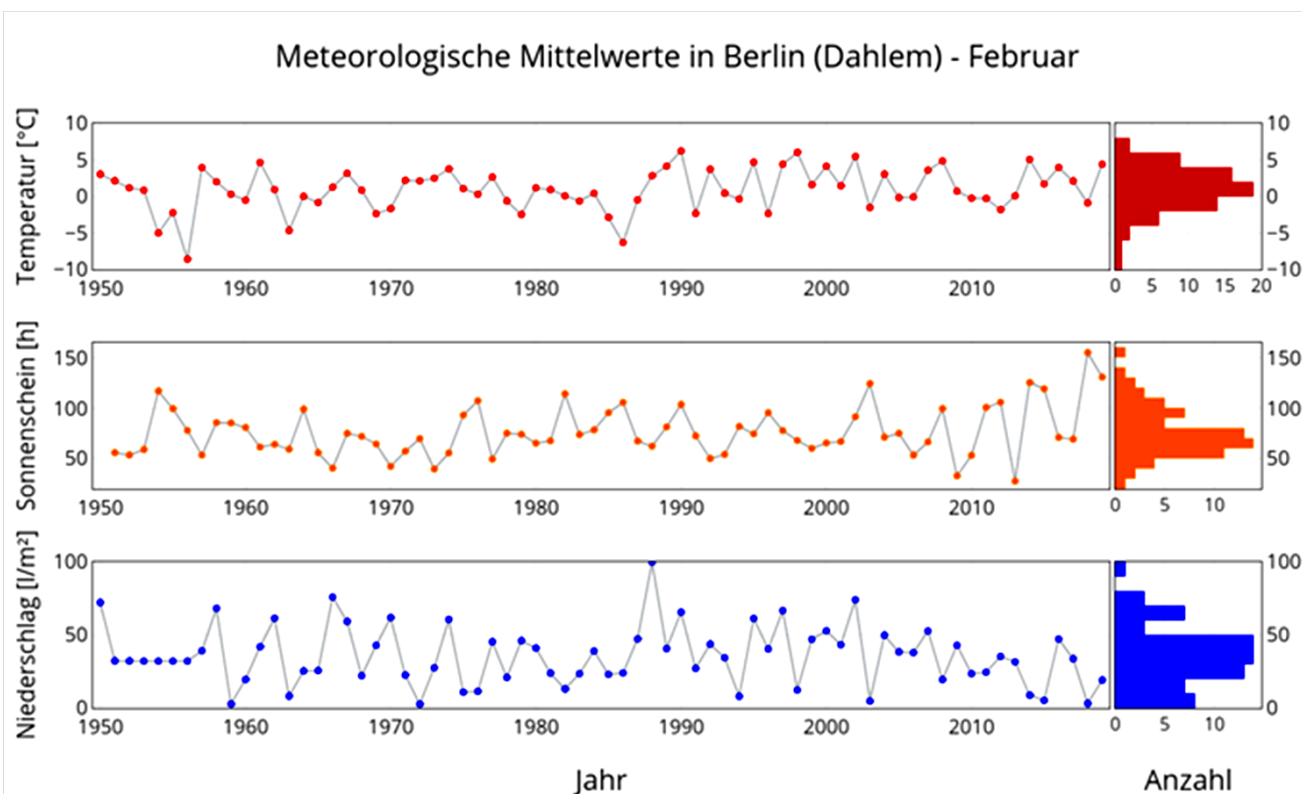 Meteorologische Mittelwerte in Berlin (Dahlem) - Februar
Temperatur [°C]
10
5
0
−5
−10
1950 1960 1970 1980 1990 2000 2010
10
5
0
−5
−10
0 5 10 15 20
Sonnenschein [h]
150
100
50
1950 1960 1970 1980 1990 2000 2010
150
100
50
0 5 10
Niederschlag [l/m²]
100
50
0
1950 1960 1970 1980 1990 2000 2010
100
50
0
0 5 10
Jahr
Anzahl